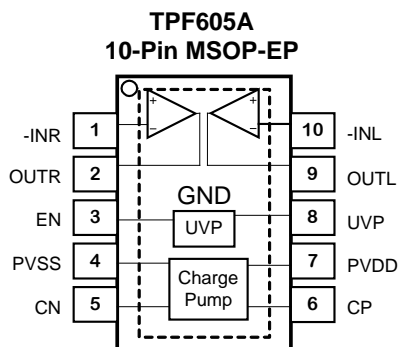 TPF605A
10-Pin MSOP-EP
-INR 1 + − + − 10 -INL
OUTR 2 9 OUTL
GND
EN 3 UVP 8 UVP
PVSS 4 7 PVDD
Charge
Pump
CN 5 6 CP